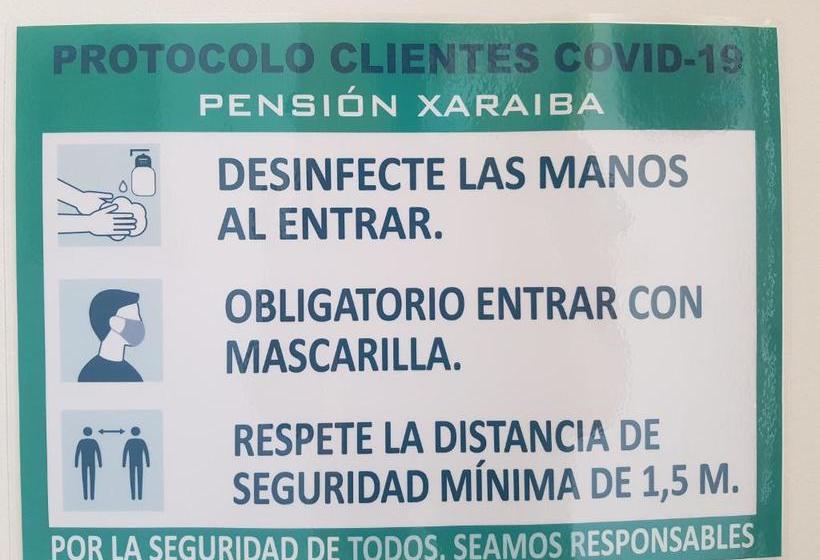 PROTOCOLO CLIENTES COVID-19
PENSIÓN XARAIBA
DESINFECTE LAS MANOS
AL ENTRAR.
OBLIGATORIO ENTRAR CON
MASCARILLA.
RESPETE LA DISTANCIA DE
SEGURIDAD MÍNIMA DE 1,5 M.
POR LA SEGURIDAD DE TODOS, SEAMOS RESPONSABLES